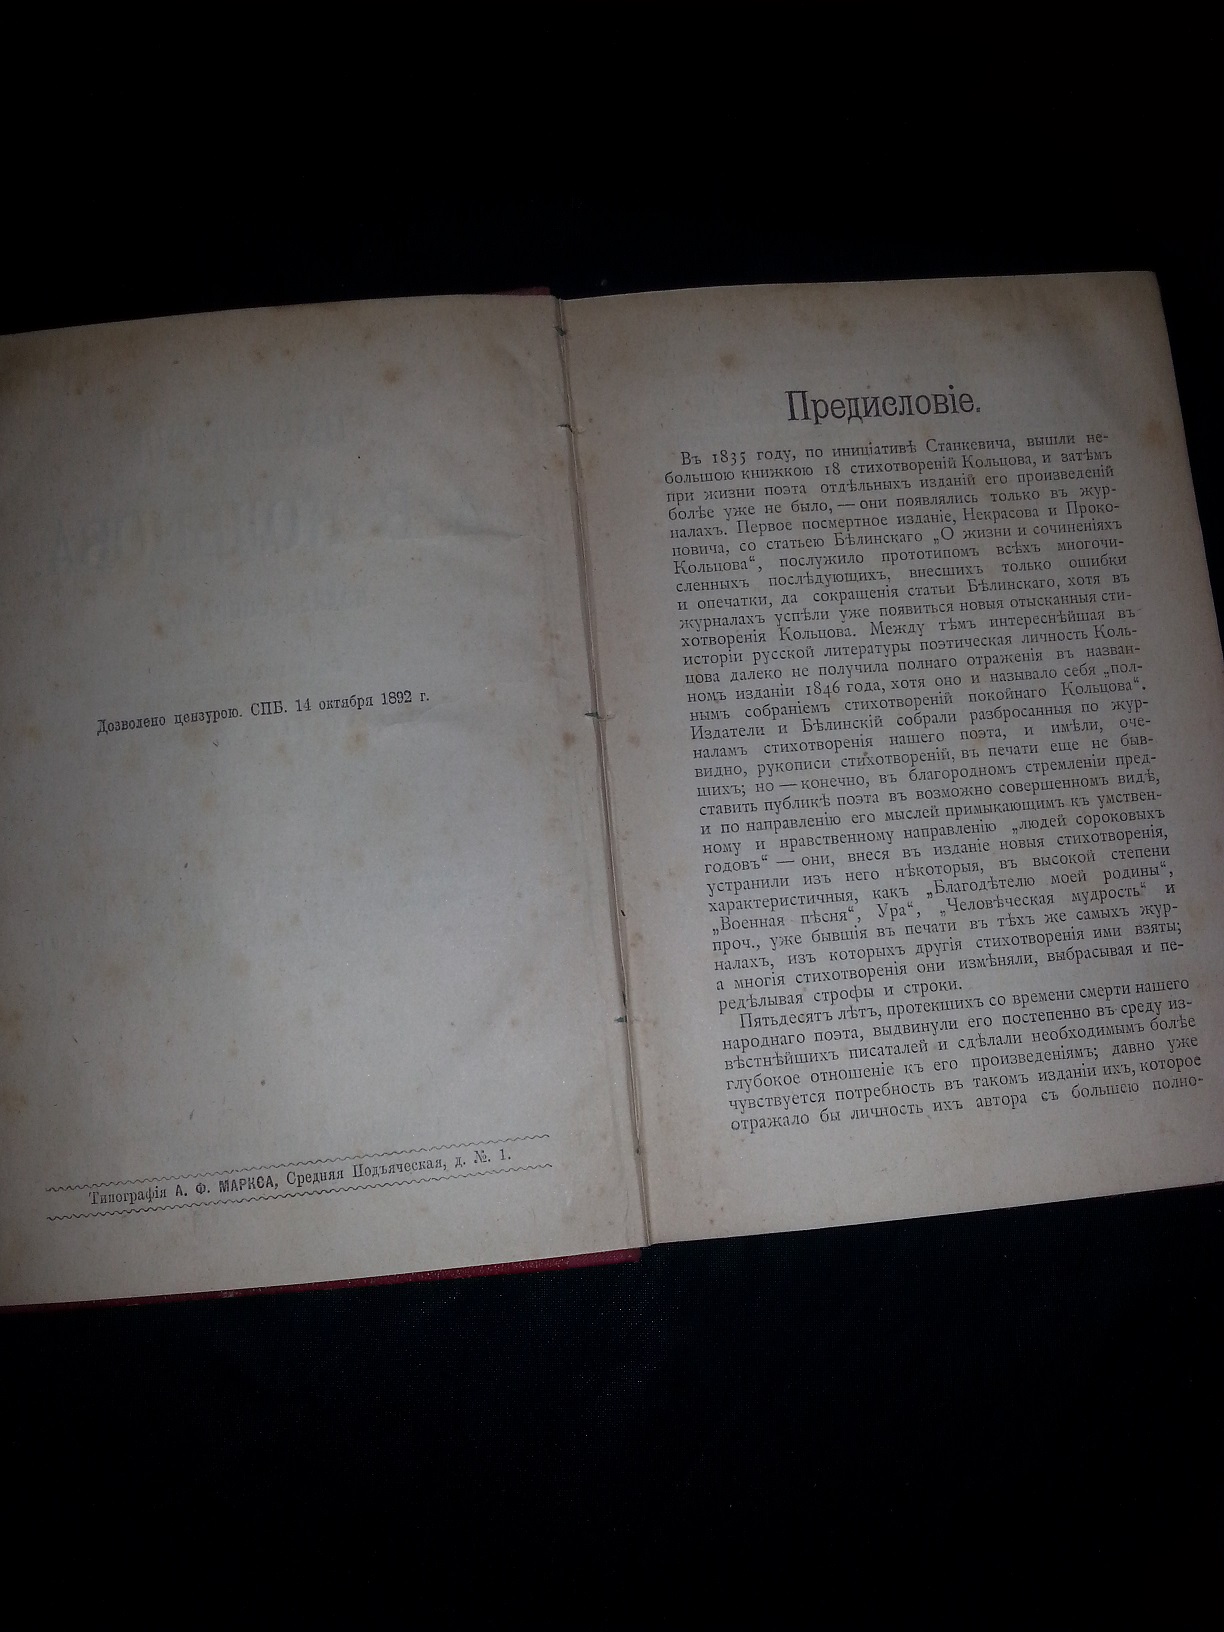 Дозволено цензурою. СПБ. 14 октября 1892 г.
Типографія А. Ф. МАРКСА, Средняя Подъяческая, д. №. 1.
Предисловіе.
Въ 1835 году, по иниціативѣ Станкевича, вышли не-
большою книжкою 18 стихотвореній Кольцова, и затѣмъ
при жизни поэта отдѣльныхъ изданій его произведеній
болѣе уже не было, — они появлялись только въ жур-
налахъ. Первое посмертное изданіе, Некрасова и Проко-
повича, со статьею Бѣлинскаго „О жизни и сочиненіяхъ
Кольцова“, послужило прототипомъ всѣхъ многочи-
сленныхъ послѣдующихъ, внесшихъ только ошибки
и опечатки, да сокращенія статьи Бѣлинскаго, хотя въ
журналахъ успѣли уже появиться новыя отысканныя сти-
хотворенія Кольцова. Между тѣмъ интереснѣйшая въ
исторіи русской литературы поэтическая личность Коль-
цова далеко не получила полнаго отраженія въ назван-
номъ изданіи 1846 года, хотя оно и называло себя „пол-
нымъ собраніемъ стихотвореній покойнаго Кольцова“.
Издатели и Бѣлинскій собрали разбросанныя по жур-
наламъ стихотворенія нашего поэта, и имѣли, оче-
видно, рукописи стихотвореній, въ печати еще не быв-
шихъ; но — конечно, въ благородномъ стремленіи пред-
ставить публикѣ поэта въ возможно совершенномъ видѣ,
и по направленію его мыслей примыкающимъ къ умствен-
ному и нравственному направленію „людей сороковыхъ
годовъ“ — они, внеся въ изданіе новыя стихотворенія,
устранили изъ него нѣкоторыя, въ высокой степени
характеристичныя, какъ „Благодѣтелю моей родины“,
„Военная пѣсня“, Ура“, „Человѣческая мудрость“ и
проч., уже бывшія въ печати въ тѣхъ же самыхъ жур-
налахъ, изъ которыхъ другія стихотворенія ими взяты;
а многія стихотворенія они измѣняли, выбрасывая и пе-
редѣлывая строфы и строки.
Пятьдесятъ лѣтъ, протекшихъ со времени смерти нашего
народнаго поэта, выдвинули его постепенно въ среду из-
вѣстнѣйшихъ писаталей и сдѣлали необходимымъ болѣе
глубокое отношеніе къ его произведеніямъ; давно уже
чувствуется потребность въ такомъ изданіи ихъ, которое
отражало бы личность ихъ автора съ большею полно-